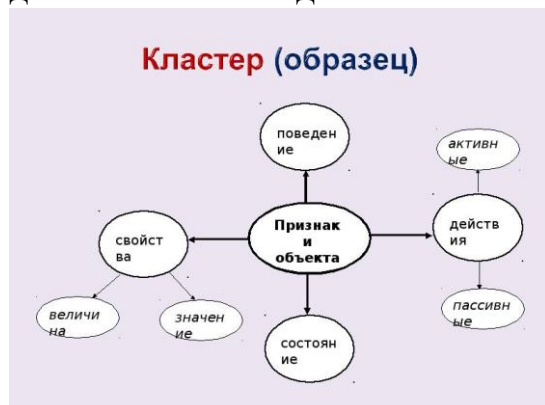 Кластер (образец)
поведен
ие
активн
ые
Признак
и
объекта
свойст
ва
действ
ия
величи
на
значен
ие
состоян
ие
пассивн
ые